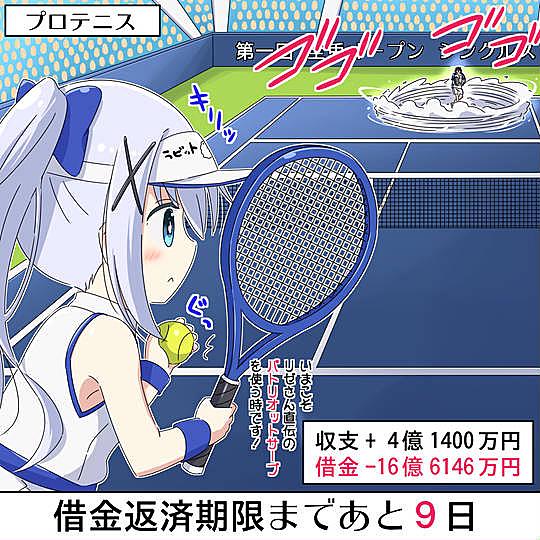 プロテニス
第一回
オープン シングルス
ゴゴゴゴ
キリッ
ラビット
ぐっ
いまこそ
リゼさん直伝の
パトリオットサーブ
を使う時です!
収支+4億1400万円
借金-16億6146万円
借金返済期限まであと9日